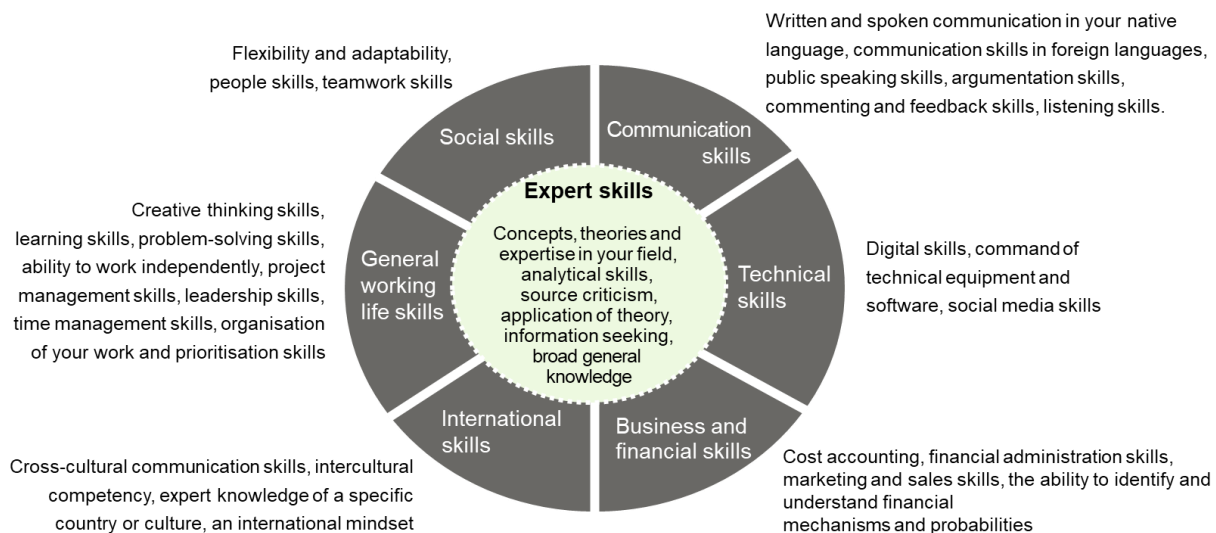 Flexibility and adaptability,
people skills, teamwork skills
Written and spoken communication in your native
language, communication skills in foreign languages,
public speaking skills, argumentation skills,
commenting and feedback skills, listening skills.
Social skills
Communication
skills
Expert skills
Concepts, theories and
expertise in your field,
analytical skills,
source criticism,
application of theory,
information seeking,
broad general
knowledge
Creative thinking skills,
learning skills, problem-solving skills,
ability to work independently, project
management skills, leadership skills,
time management skills, organisation
of your work and prioritisation skills
General
working
life skills
Technical
skills
Digital skills, command of
technical equipment and
software, social media skills
International
skills
Business and
financial skills
Cross-cultural communication skills, intercultural
competency, expert knowledge of a specific
country or culture, an international mindset
Cost accounting, financial administration skills,
marketing and sales skills, the ability to identify and
understand financial
mechanisms and probabilities